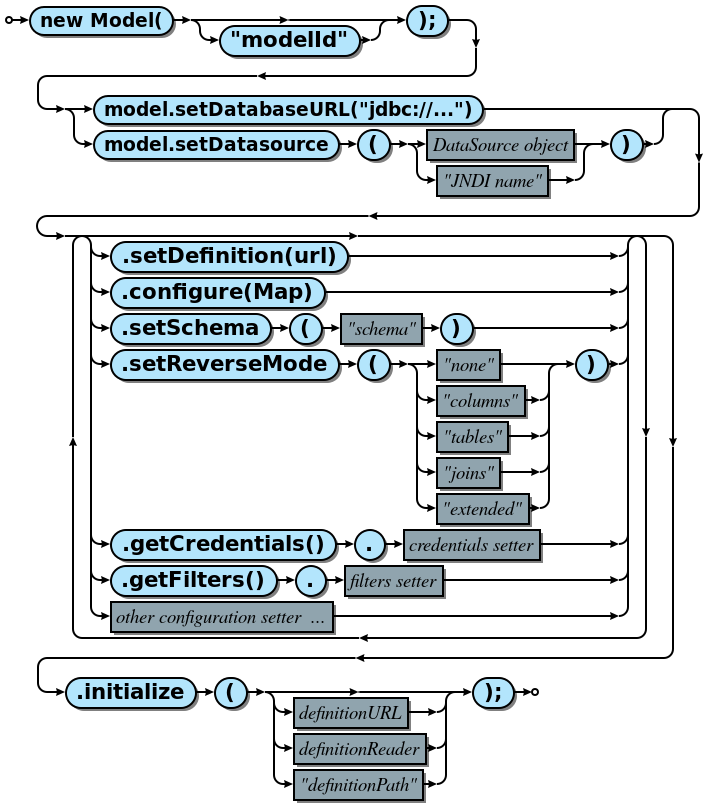 new Model( );
"modelId"
model.setDatabaseURL("jdbc://...")
model.setDatasource ( DataSource object )
"JNDI name"
.setDefinition(url)
.configure(Map)
.setSchema ( "schema" )
.setReverseMode ( "none" )
"columns"
"tables"
"joins"
"extended"
.getCredentials() . credentials setter
.getFilters() . filters setter
other configuration setter ...
.initialize ( );
definitionURL
definitionReader
"definitionPath"